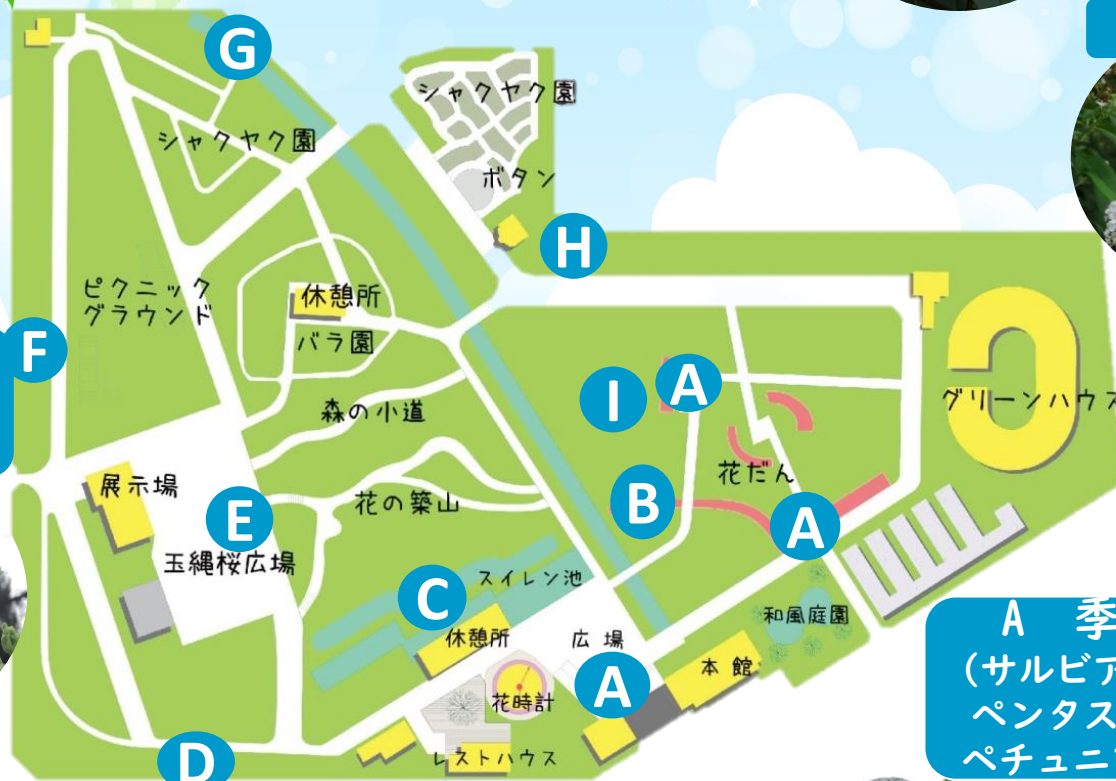 G
シャクヤク園
シャクヤク園
ボタン
H
ピクニック
グラウンド
休憩所
バラ園
F
I
A
グリーンハウス
森の小道
花だん
展示場
E
花の築山
B
A
玉縄桜広場
スイレン池
C
休憩所
広場
和風庭園
本館
A
花時計
レストハウス
D
A 季
(サルビア
ペンタス
ペチュニ